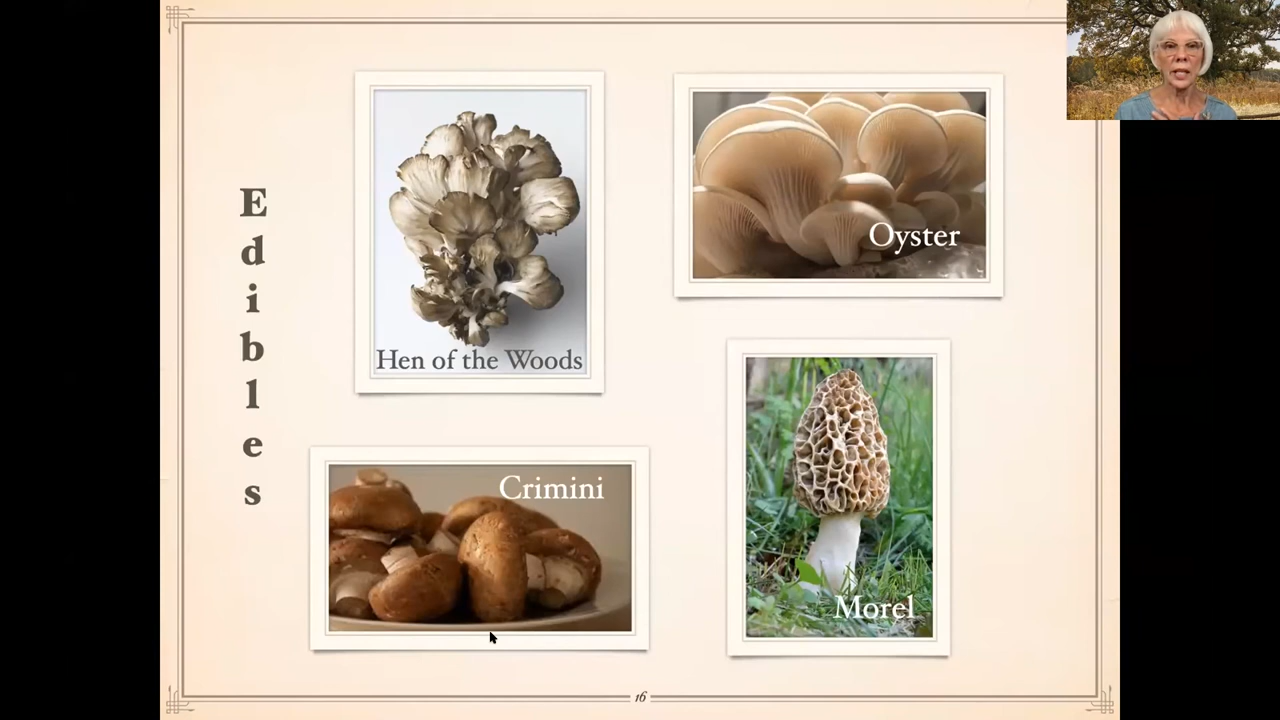 Edibles
Hen of the Woods
Oyster
Crimini
Morel
16